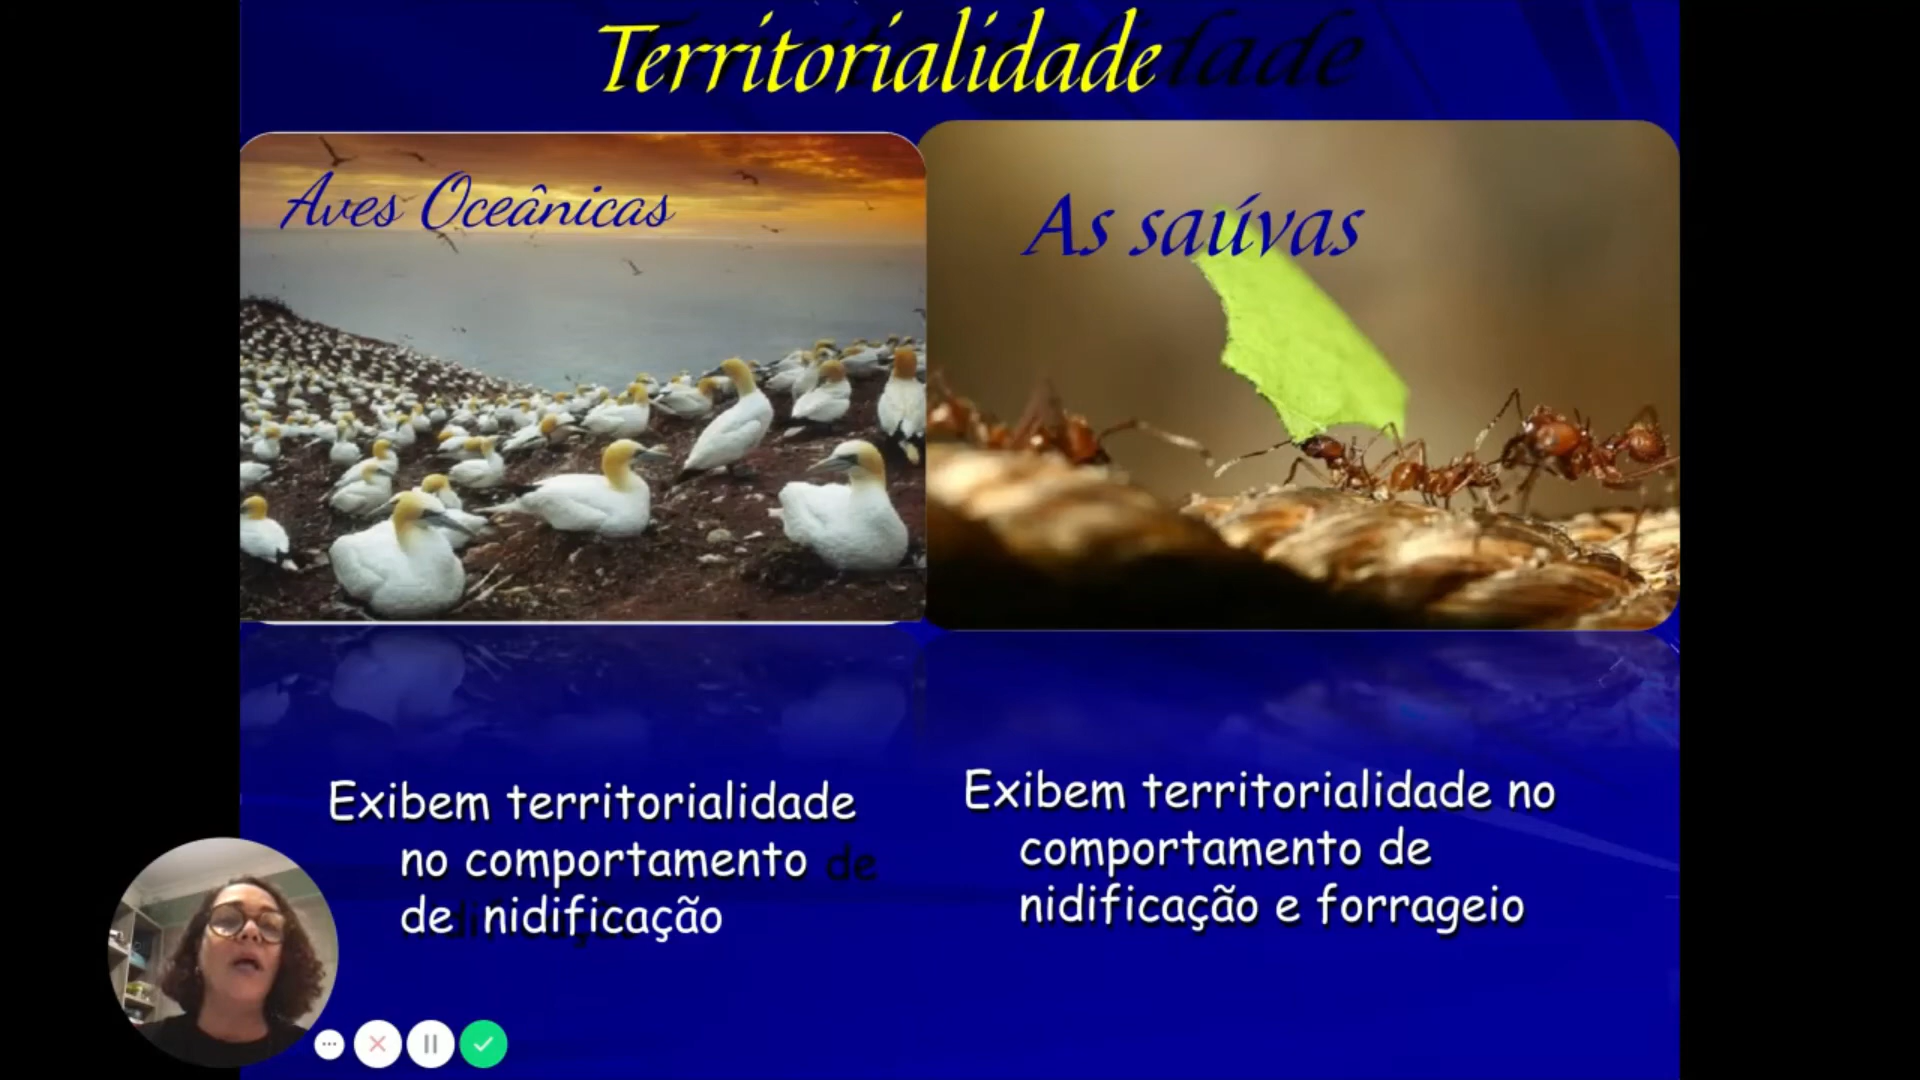 Territorialidade
Aves Oceânicas
As saúvas
Exibem territorialidade
no comportamento
de nidificação
Exibem territorialidade no
comportamento de
nidificação e forrageio